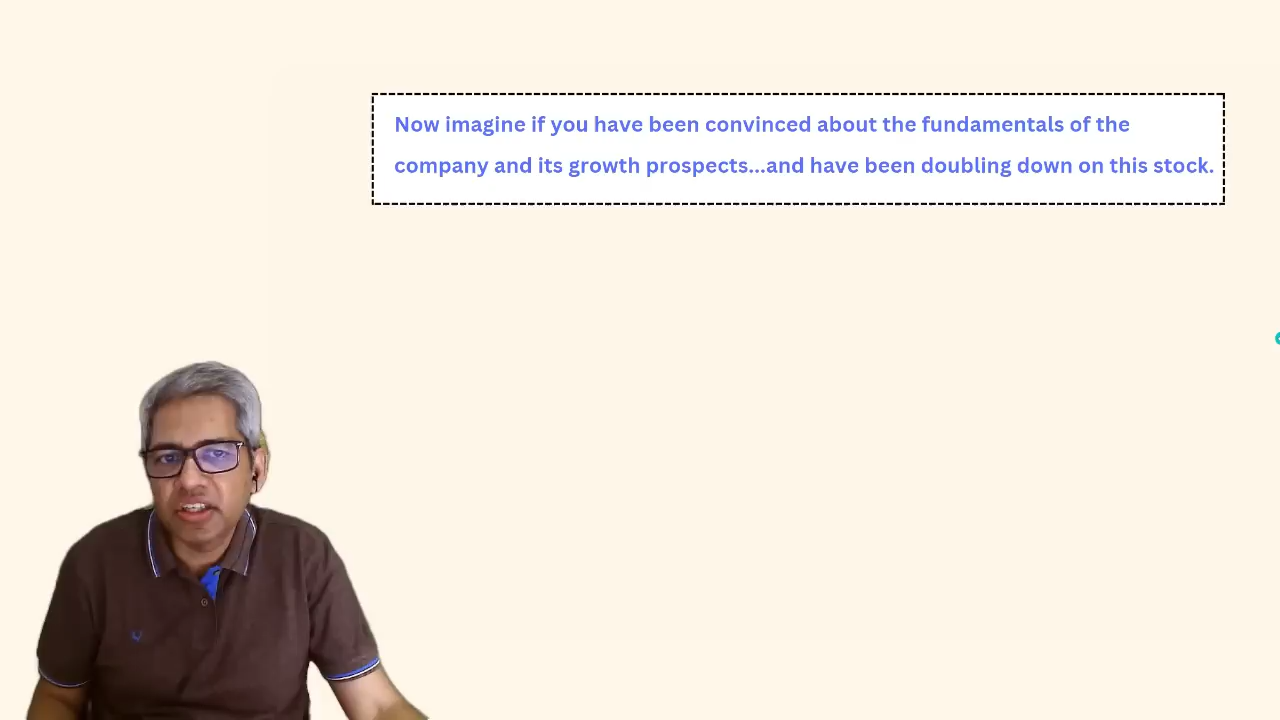 Now imagine if you have been convinced about the fundamentals of the
company and its growth prospects...and have been doubling down on this stock.